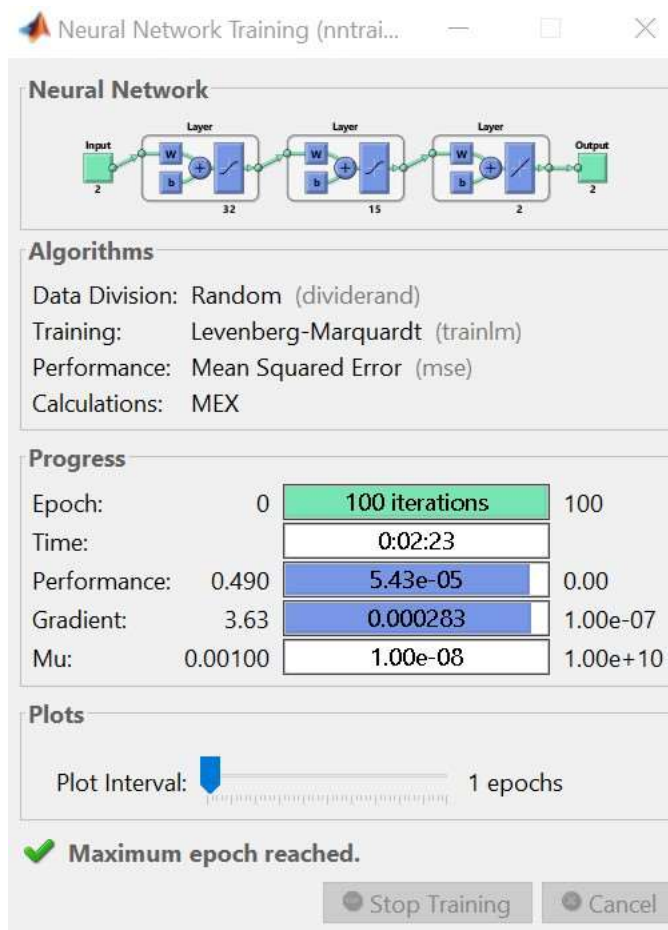 Neural Network Training (nntrai...
Neural Network
Layer Layer Layer
Input W W W Output
b b b
2 32 15 2 2
Algorithms
Data Division: Random (dividerand)
Training: Levenberg-Marquardt (trainlm)
Performance: Mean Squared Error (mse)
Calculations: MEX
Progress
Epoch: 0 100 iterations 100
Time: 0:02:23
Performance: 0.490 5.43e-05 0.00
Gradient: 3.63 0.000283 1.00e-07
Mu: 0.00100 1.00e-08 1.00e+10
Plots
Plot Interval: 1 epochs
Maximum epoch reached.
Stop Training Cancel